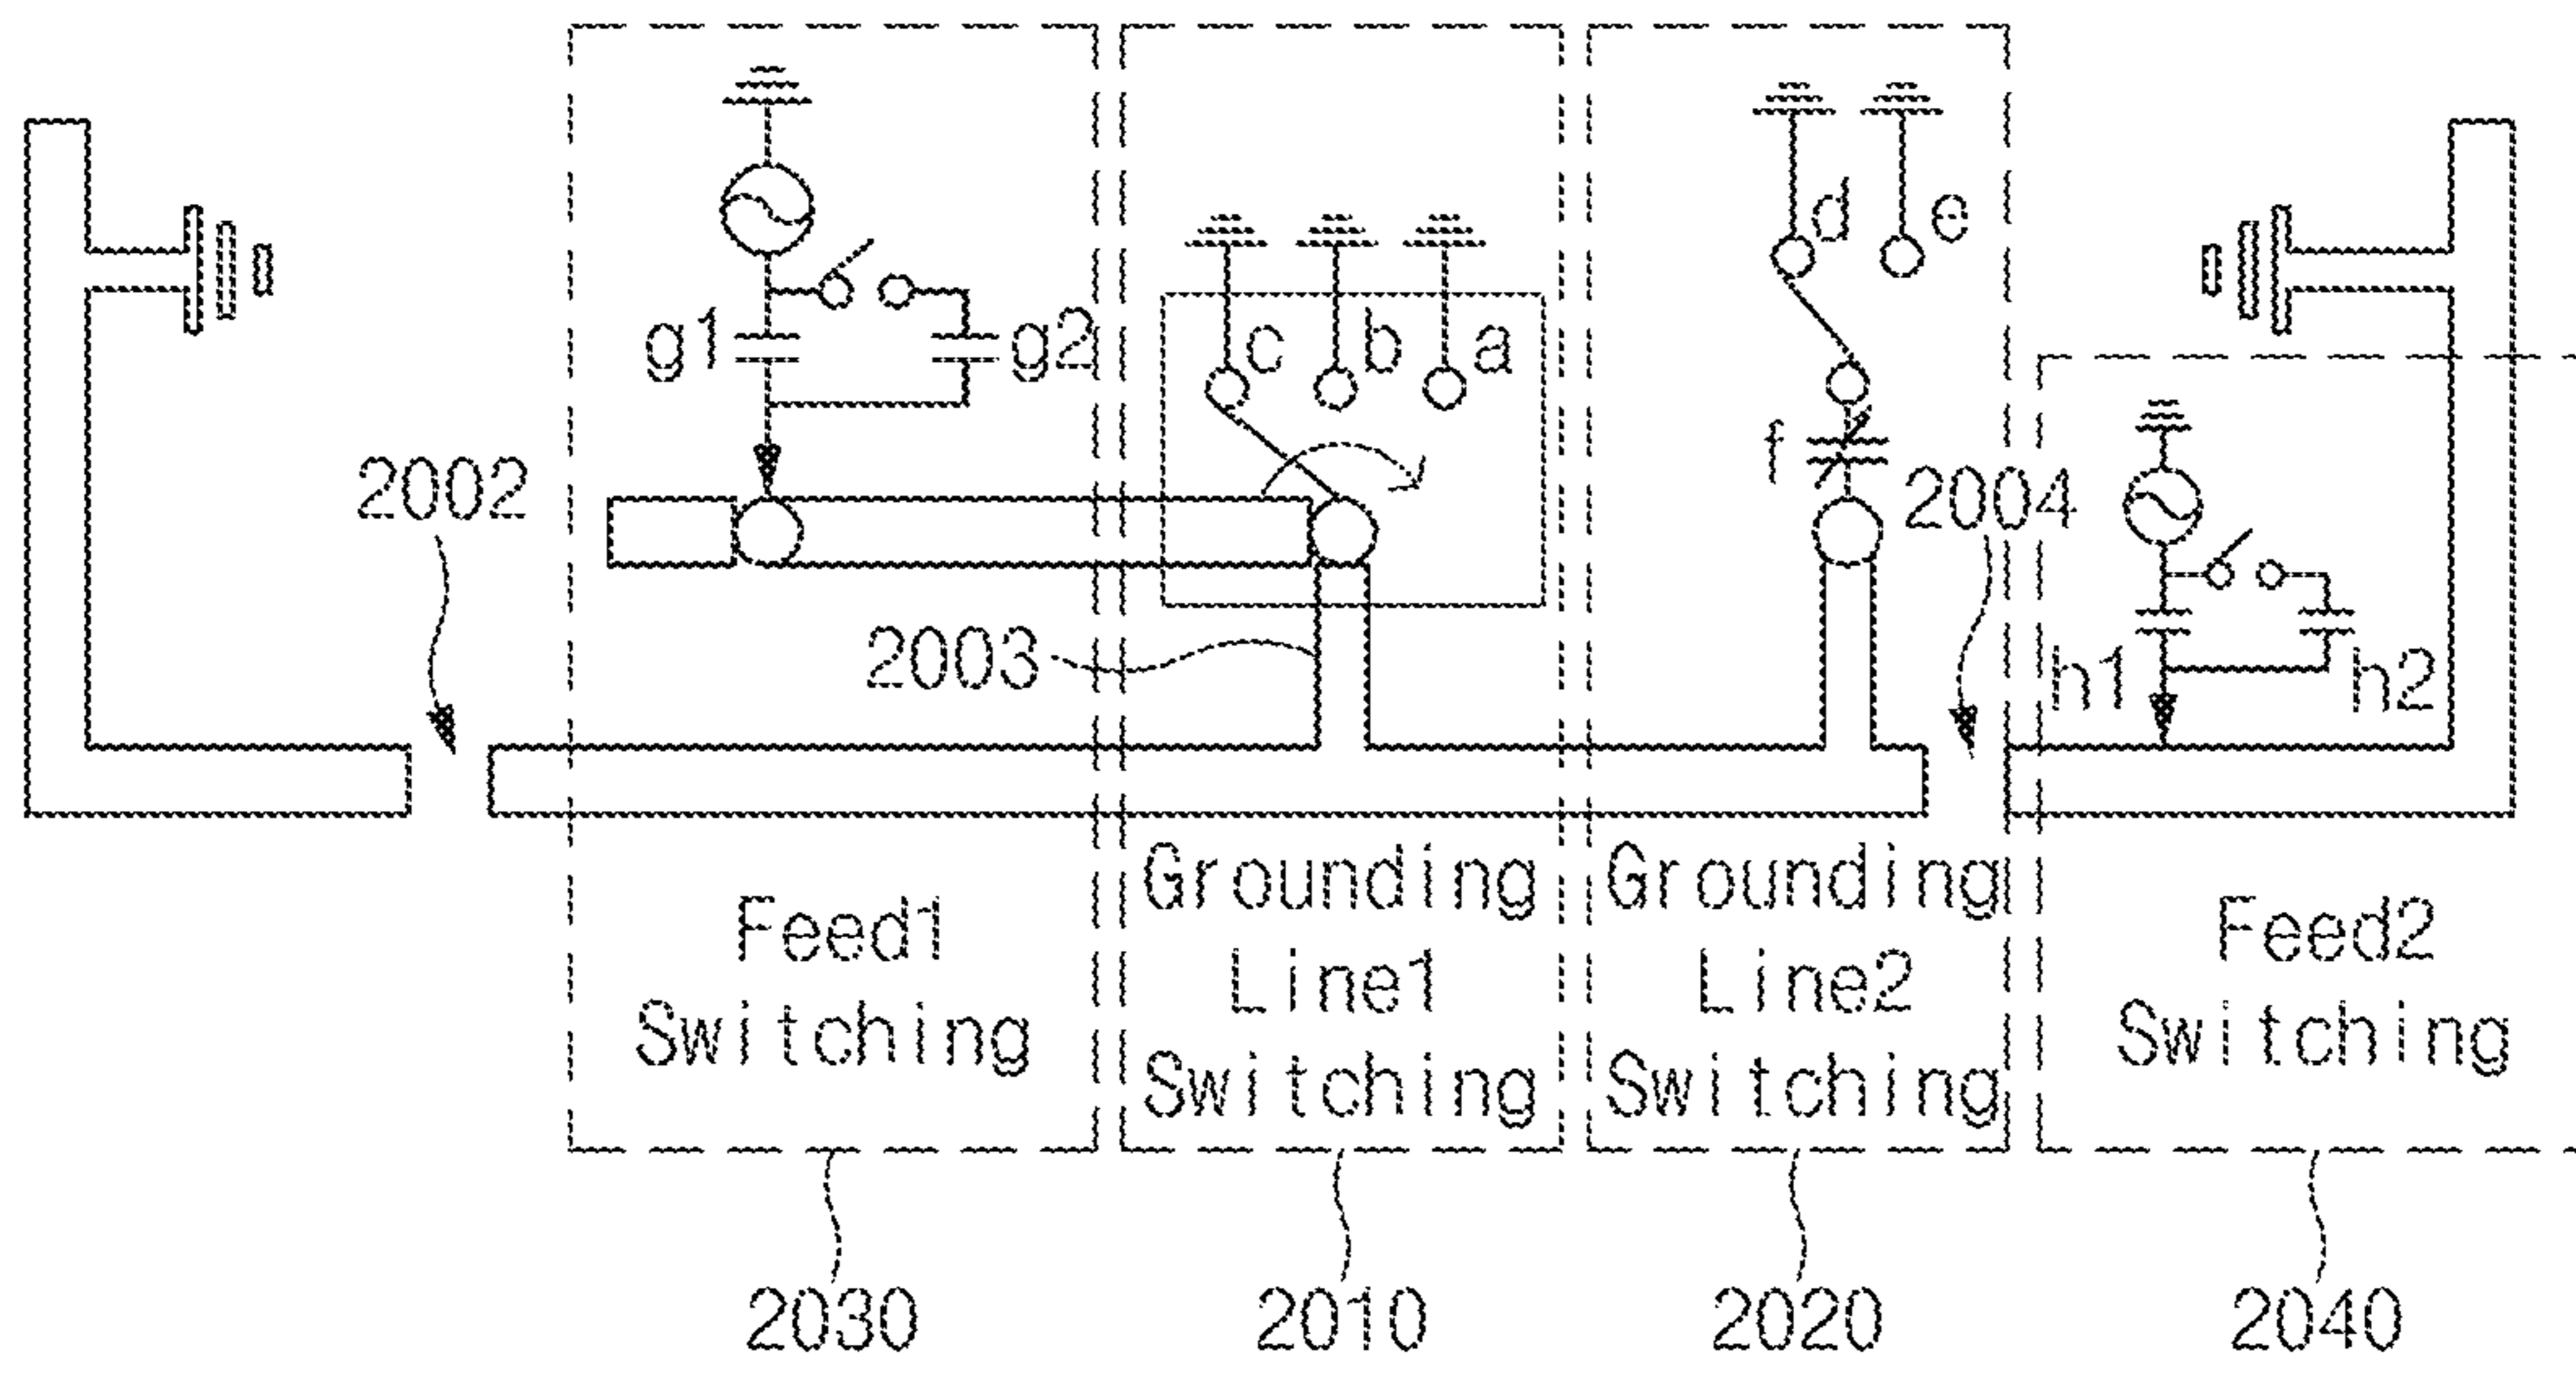 d e
c b a
g1 g2
f
2002
2004
2003
h1 h2
Feed1
Switching
Grounding
Line1
Switching
Grounding
Line2
Switching
Feed2
Switching
2030
2010
2020
2040